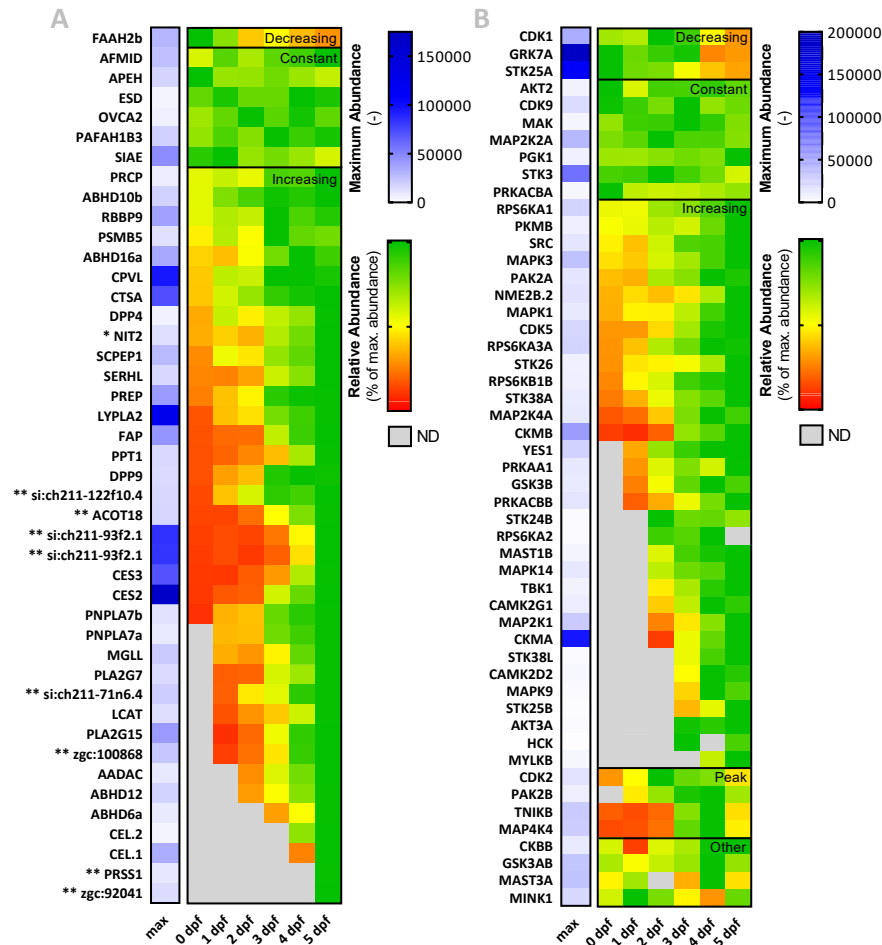 A
FAAH2b
Decreasing
AFMID
Constant
APEH
ESD
OVCA2
PAFAH1B3
SIAE
PRCP
Increasing
ABHD10b
RBBP9
PSMB5
ABHD16a
CPVL
CTSA
DPP4
* NIT2
SCPEP1
SERHL
PREP
LYPLA2
FAP
PPT1
DPP9
** si:ch211-122f10.4
** ACOT18
** si:ch211-93f2.1
** si:ch211-93f2.1
CES3
CES2
PNPLA7b
PNPLA7a
MGLL
PLA2G7
** si:ch211-71n6.4
LCAT
PLA2G15
** zgc:100868
AADAC
ABHD12
ABHD6a
CEL.2
CEL.1
** PRSS1
** zgc:92041
max
0 dpf
1 dpf
2 dpf
3 dpf
4 dpf
5 dpf
Maximum Abundance
(-)
150000
100000
50000
0
Relative Abundance
(% of max. abundance)
100
50
0
ND
B
CDK1
Decreasing
GRK7A
STK25A
AKT2
Constant
CDK9
MAK
MAP2K2A
PGK1
STK3
PRKACBA
RPS6KA1
Increasing
PKMB
SRC
MAPK3
PAK2A
NME2B.2
MAPK1
CDK5
RPS6KA3A
STK26
RPS6KB1B
STK38A
MAP2K4A
CKMB
YES1
PRKAA1
GSK3B
PRKACBB
STK24B
RPS6KA2
MAST1B
MAPK14
TBK1
CAMK2G1
MAP2K1
CKMA
STK38L
CAMK2D2
MAPK9
STK25B
AKT3A
HCK
MYLKB
CDK2
Peak
PAK2B
TNIKB
MAP4K4
CKBB
Other
GSK3AB
MAST3A
MINK1
max
0 dpf
1 dpf
2 dpf
3 dpf
4 dpf
5 dpf
Maximum Abundance
(-)
200000
150000
100000
50000
0
Relative Abundance
(% of max. abundance)
100
50
0
ND